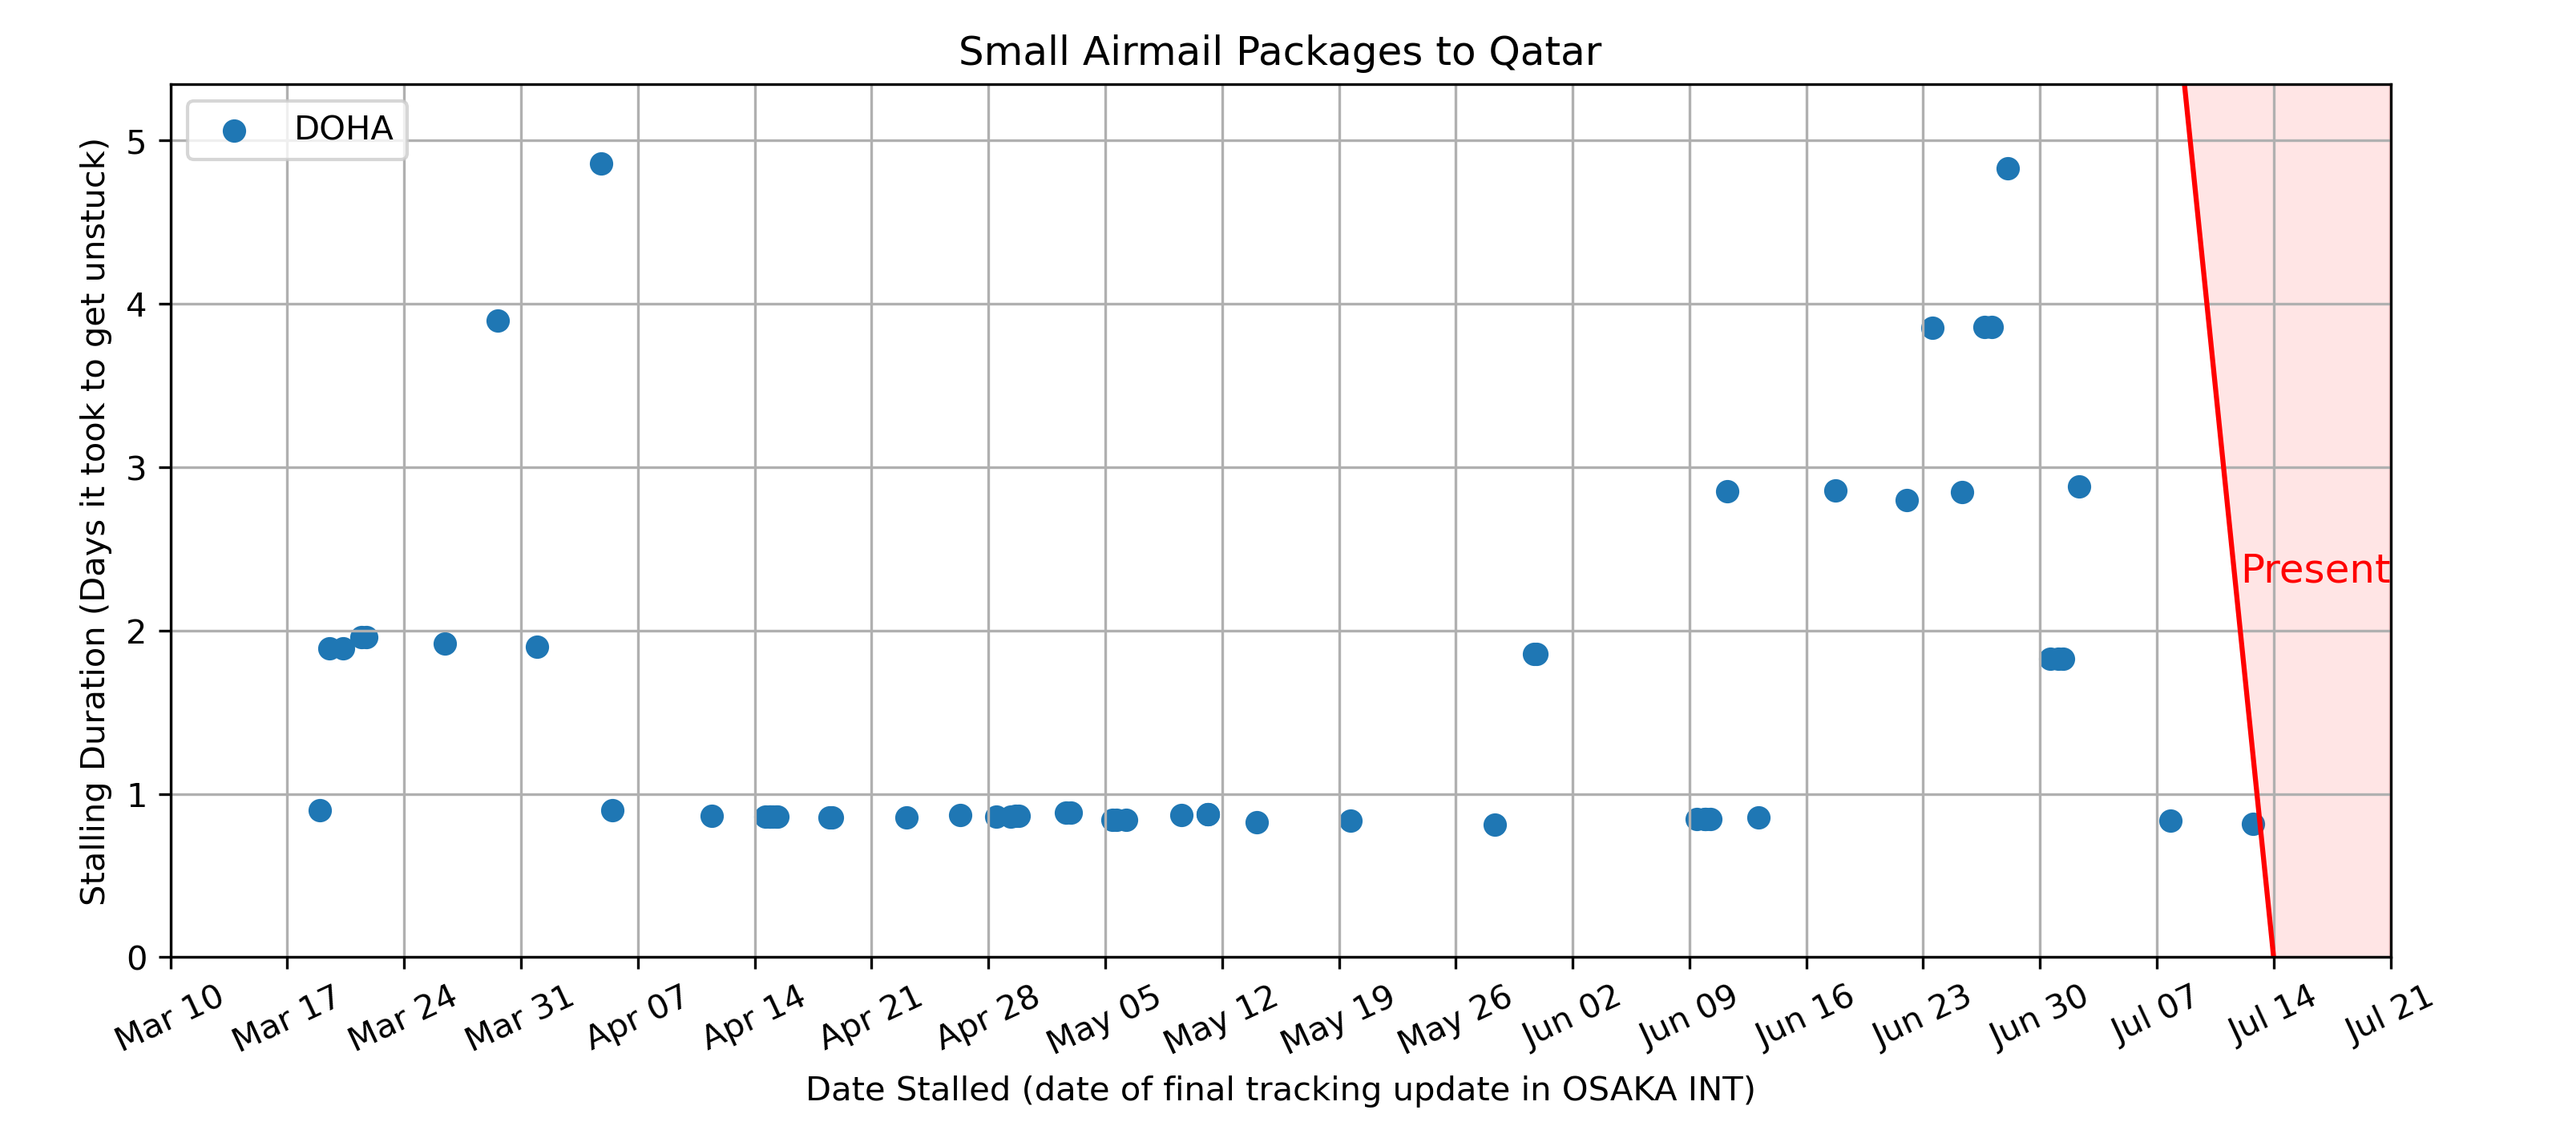 Small Airmail Packages to Qatar
DOHA
Stalling Duration (Days it took to get unstuck)
5
4
3
2
1
0
Present
Mar 10 Mar 17 Mar 24 Mar 31 Apr 07 Apr 14 Apr 21 Apr 28 May 05 May 12 May 19 May 26 Jun 02 Jun 09 Jun 16 Jun 23 Jun 30 Jul 07 Jul 14 Jul 21
Date Stalled (date of final tracking update in OSAKA INT)